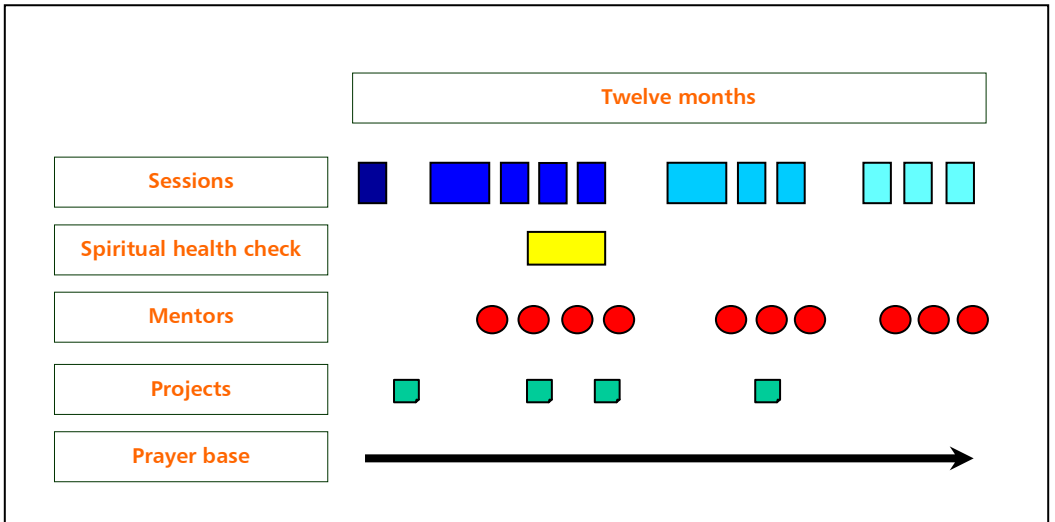 Twelve months
Sessions
Spiritual health check
Mentors
Projects
Prayer base